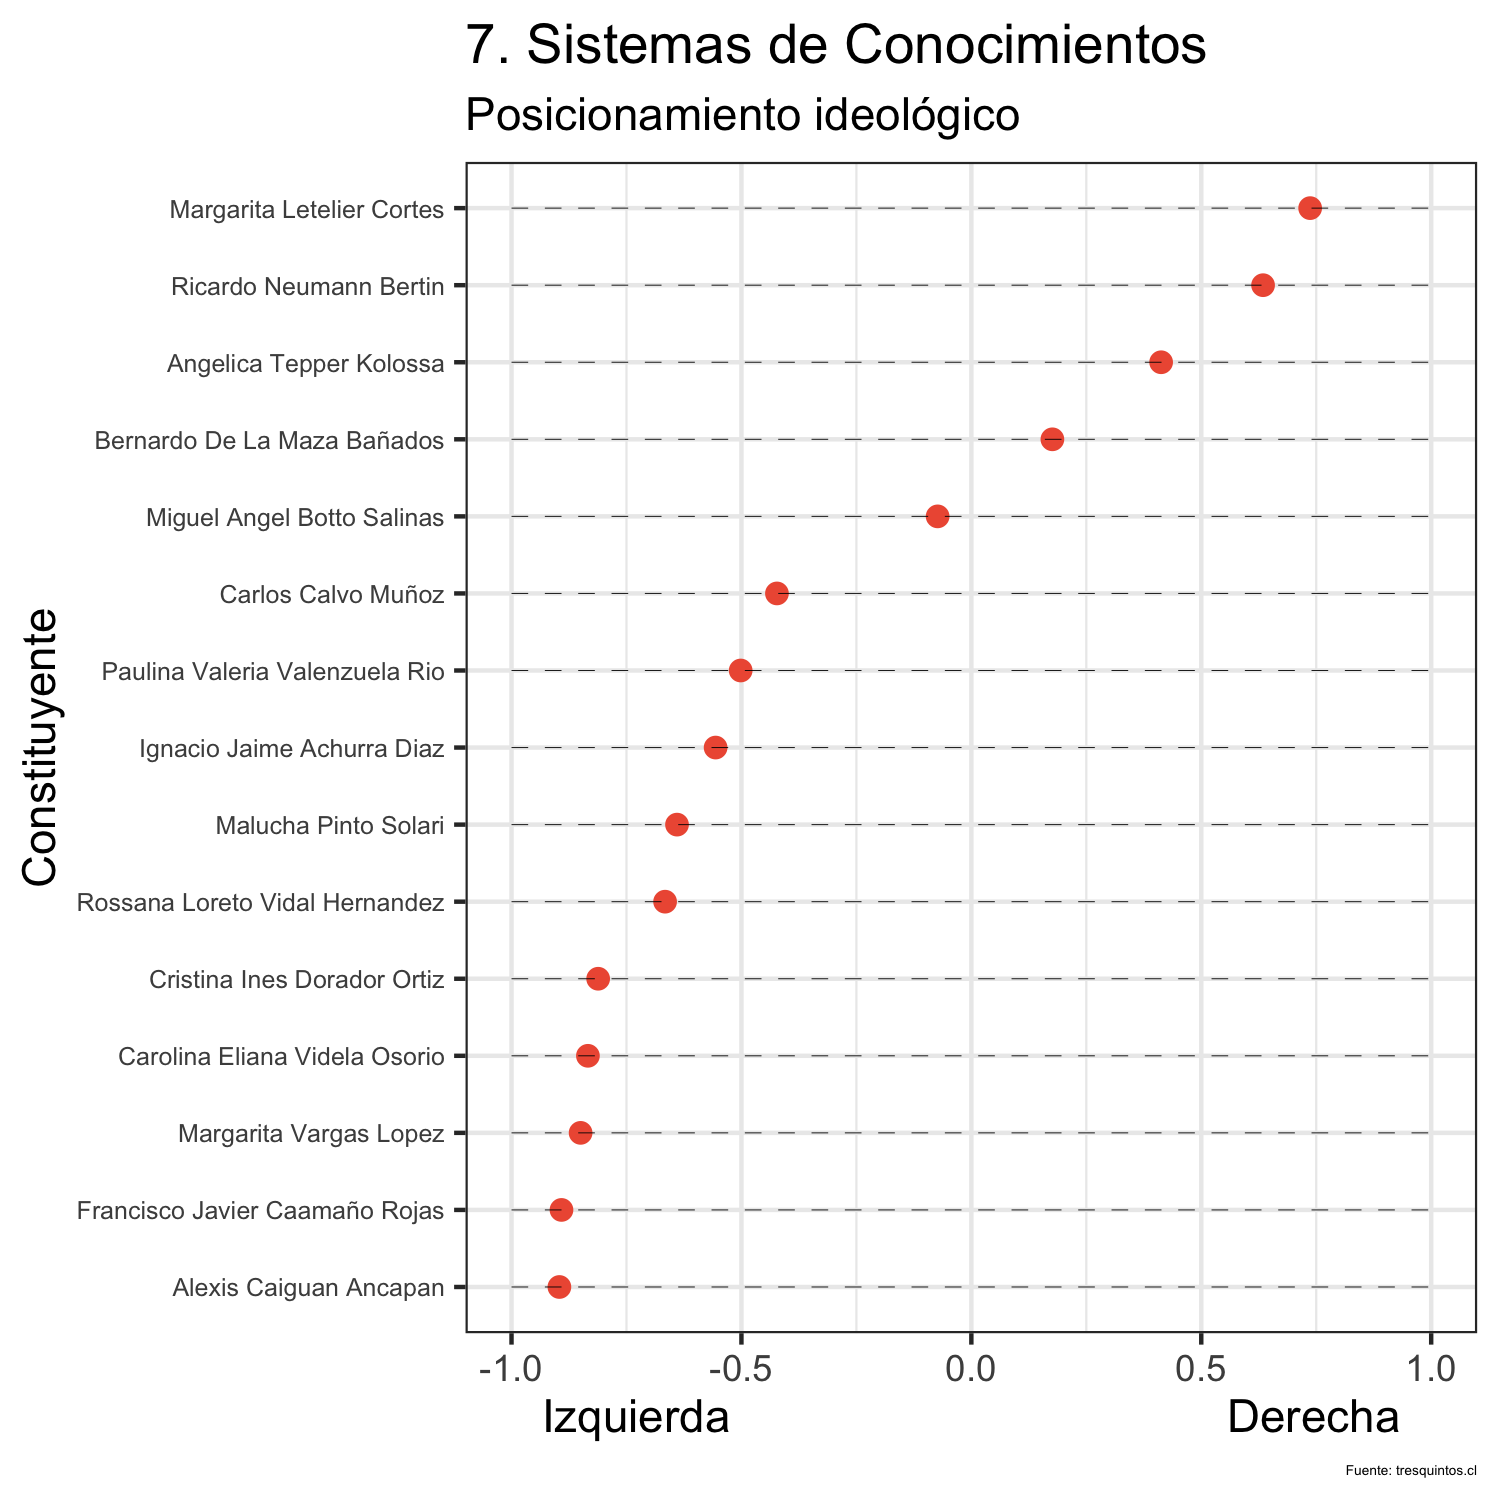 7. Sistemas de Conocimientos
Posicionamiento ideológico
Constituyente
Margarita Letelier Cortes
Ricardo Neumann Bertin
Angelica Tepper Kolossa
Bernardo De La Maza Bañados
Miguel Angel Botto Salinas
Carlos Calvo Muñoz
Paulina Valeria Valenzuela Rio
Ignacio Jaime Achurra Diaz
Malucha Pinto Solari
Rossana Loreto Vidal Hernandez
Cristina Ines Dorador Ortiz
Carolina Eliana Videla Osorio
Margarita Vargas Lopez
Francisco Javier Caamaño Rojas
Alexis Caiguan Ancapan
-1.0 -0.5 0.0 0.5 1.0
Izquierda Derecha
Fuente: tresquintos.cl